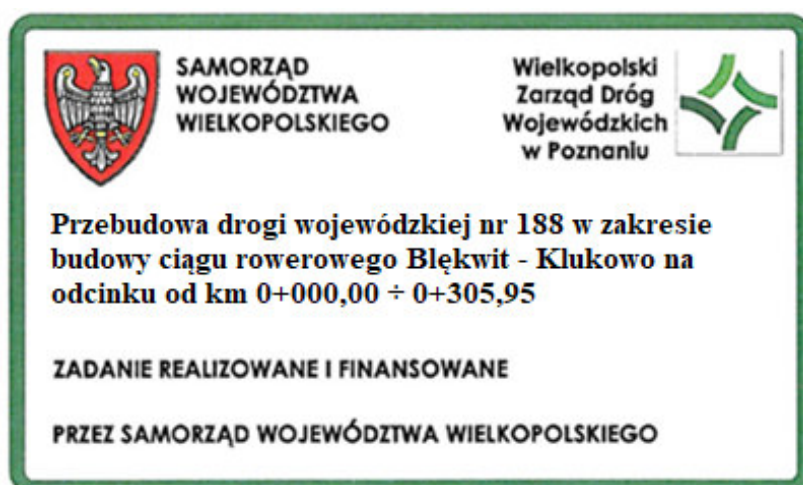 SAMORZĄD
WOJEWÓDZTWA
WIELKOPOLSKIEGO
Wielkopolski
Zarząd Dróg
Wojewódzkich
w Poznaniu
Przebudowa drogi wojewódzkiej nr 188 w zakresie
budowy ciągu rowerowego Blękwit - Klukowo na
odcinku od km 0+000,00 ÷ 0+305,95
ZADANIE REALIZOWANE I FINANSOWANE
PRZEZ SAMORZĄD WOJEWÓDZTWA WIELKOPOLSKIEGO